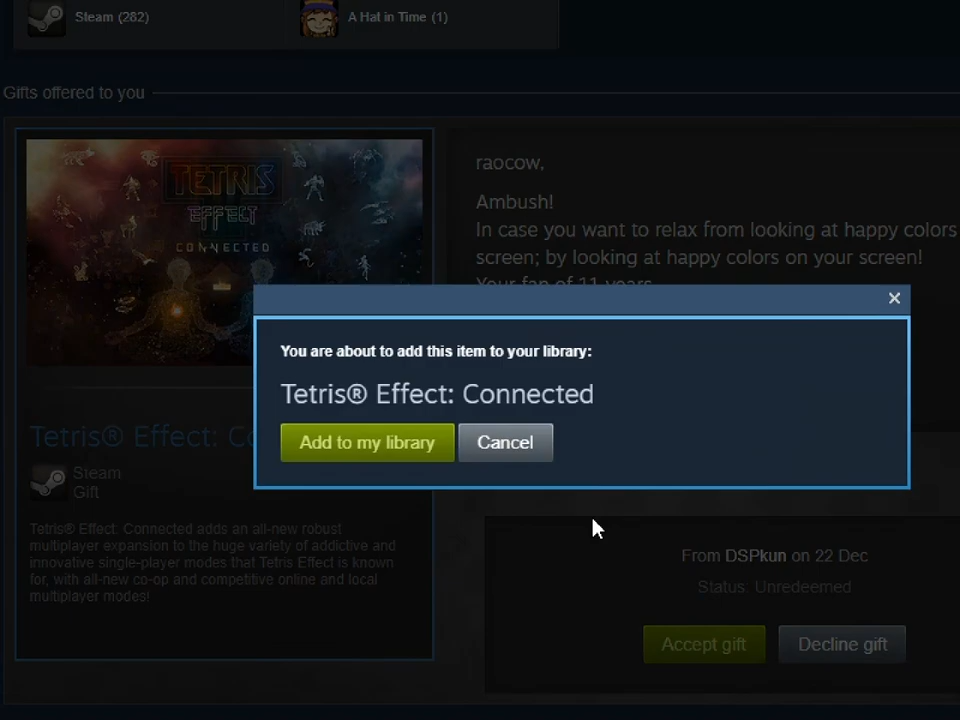 Steam (282)
A Hat in Time (1)
Gifts offered to you
TETRIS
EFFECT
CONNECTED
raocow,
Ambush!
In case you want to relax from looking at happy colors
screen; by looking at happy colors on your screen!
Your fan of 11 years
You are about to add this item to your library:
Tetris® Effect: Connected
Add to my library
Cancel
Tetris® Effect: Co
Steam
Gift
Tetris® Effect: Connected adds an all-new robust
multiplayer expansion to the huge variety of addictive and
innovative single-player modes that Tetris Effect is known
for, with all-new co-op and competitive online and local
multiplayer modes!
From DSPkun on 22 Dec
Status: Unredeemed
Accept gift
Decline gift